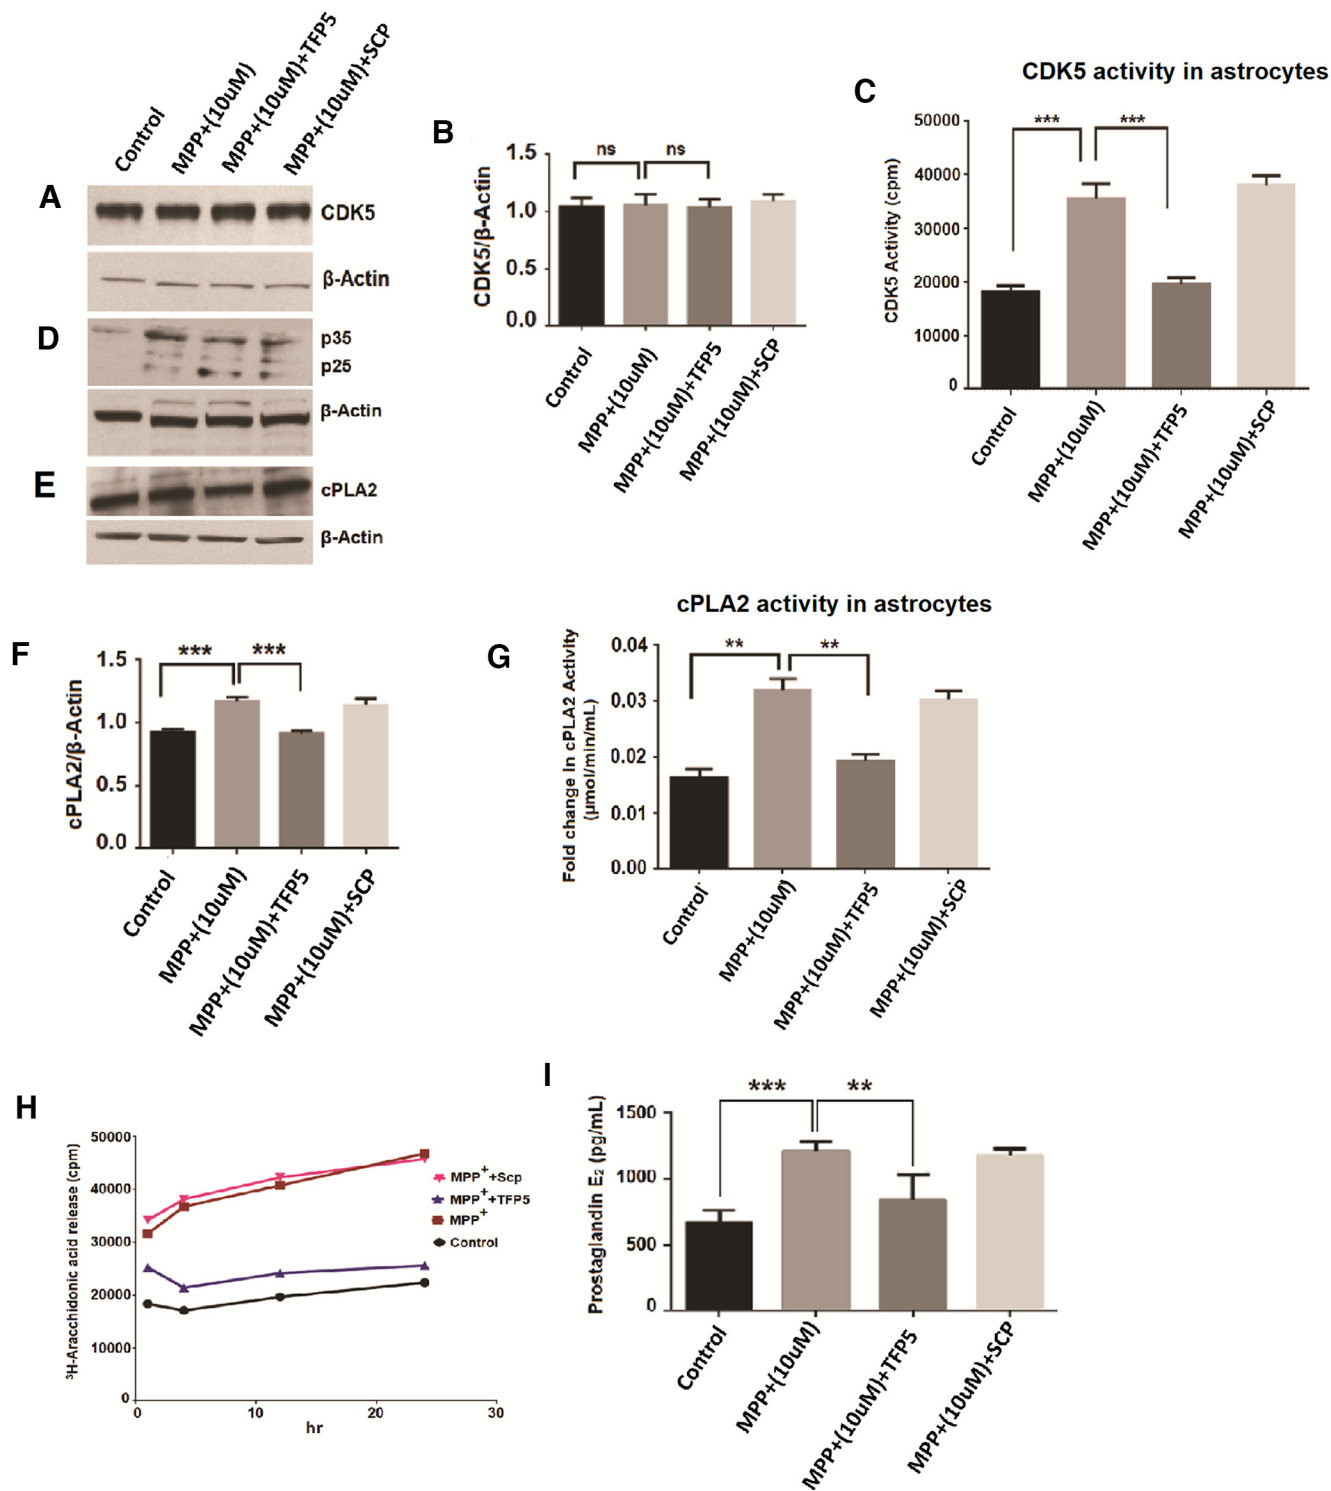 Control
MPP+(10uM)
MPP+(10uM)+TFP5
MPP+(10uM)+SCP
A
CDK5
β-Actin
D
p35
p25
β-Actin
E
cPLA2
β-Actin
B
CDK5/β-Actin
1.5
1.0
0.5
0.0
ns
ns
Control
MPP+(10uM)
MPP+(10uM)+TFP5
MPP+(10uM)+SCP
C
CDK5 activity in astrocytes
CDK5 Activity (cpm)
50000
40000
30000
20000
10000
0
***
***
Control
MPP+(10uM)
MPP+(10uM)+TFP5
MPP+(10uM)+SCP
F
cPLA2/β-Actin
1.5
1.0
0.5
0.0
***
***
Control
MPP+(10uM)
MPP+(10uM)+TFP5
MPP+(10uM)+SCP
G
cPLA2 activity in astrocytes
Fold change in cPLA2 Activity
(µmol/min/mL)
0.04
0.03
0.02
0.01
0.00
**
**
Control
MPP+(10uM)
MPP+(10uM)+TFP5
MPP+(10uM)+SCP
H
³H-Aracchidonic acid release (cpm)
50000
40000
30000
20000
10000
0
0
10
20
30
hr
MPP⁺+Scp
MPP⁺+TFP5
MPP⁺
Control
I
Prostaglandin E₂ (pg/mL)
1500
1000
500
0
***
**
Control
MPP+(10uM)
MPP+(10uM)+TFP5
MPP+(10uM)+SCP